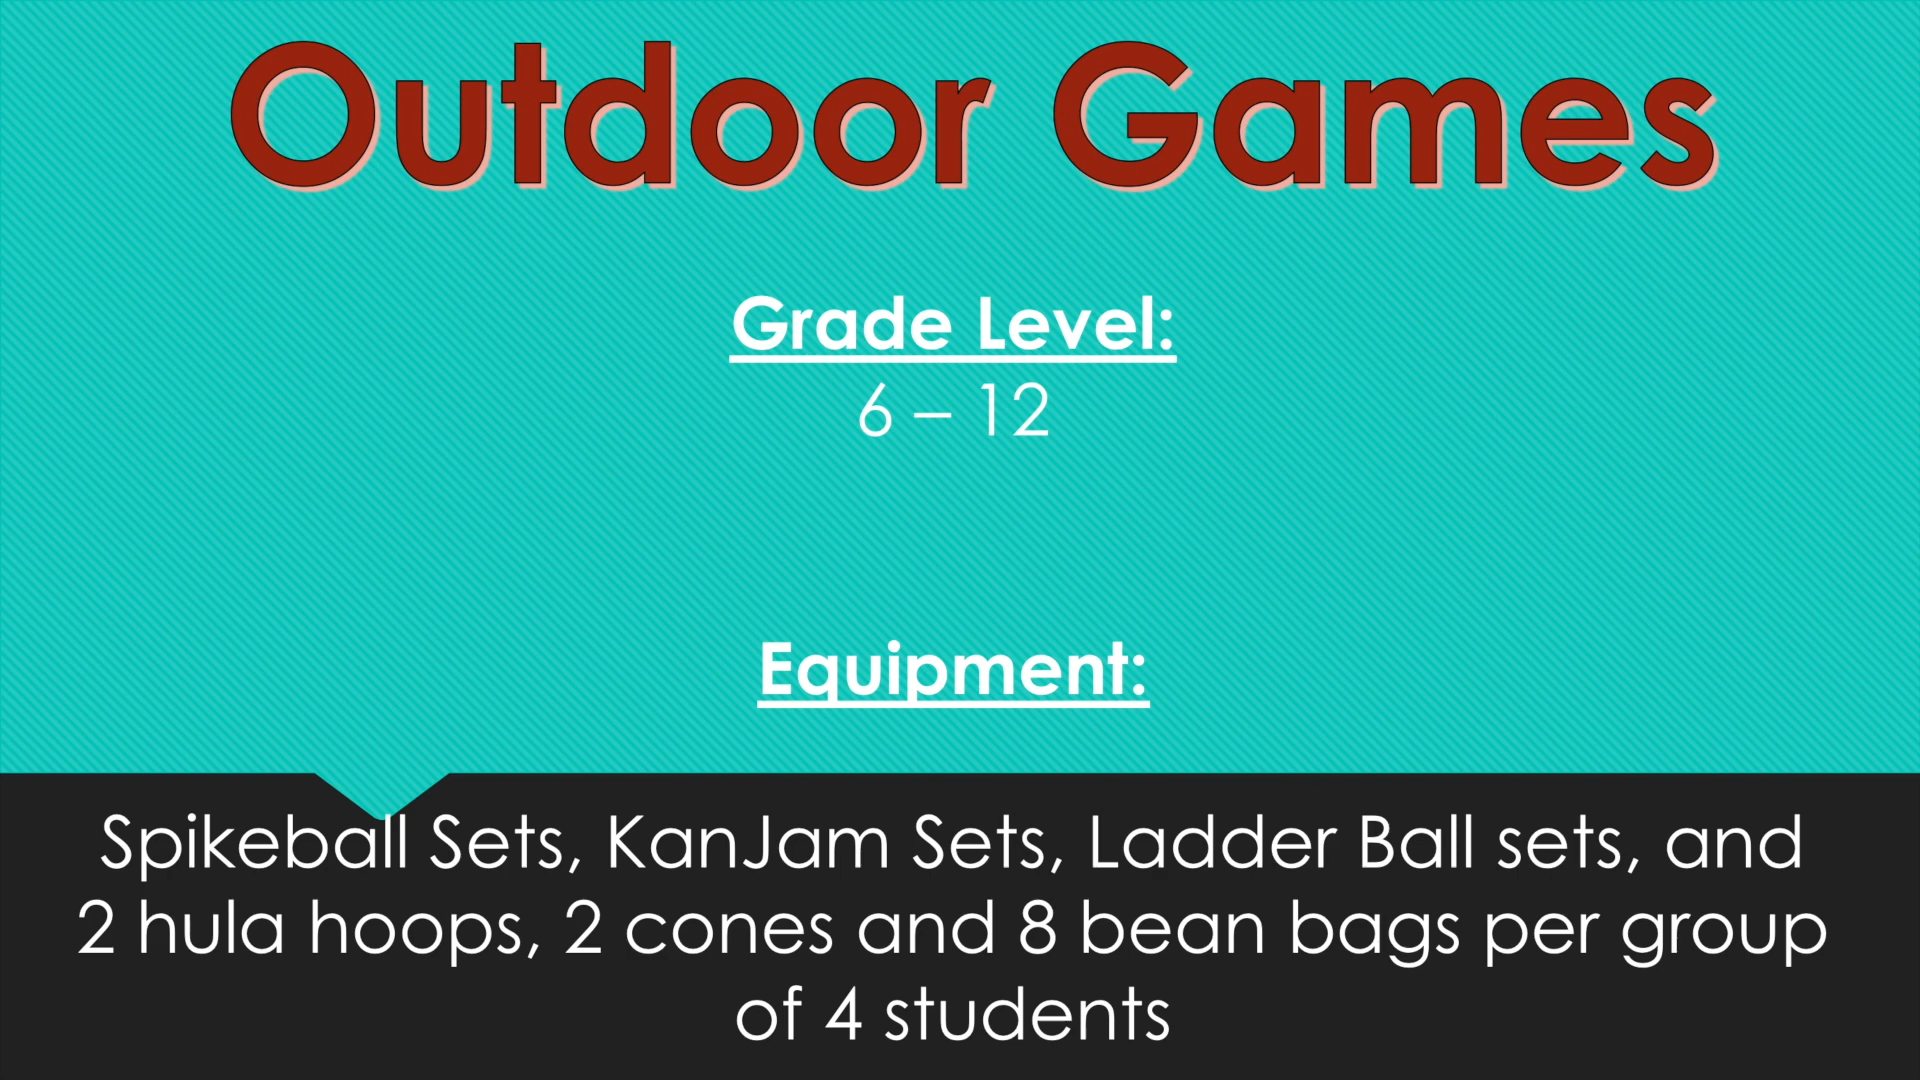 Outdoor Games
Grade Level:
6 – 12
Equipment:
Spikeball Sets, KanJam Sets, Ladder Ball sets, and
2 hula hoops, 2 cones and 8 bean bags per group
of 4 students